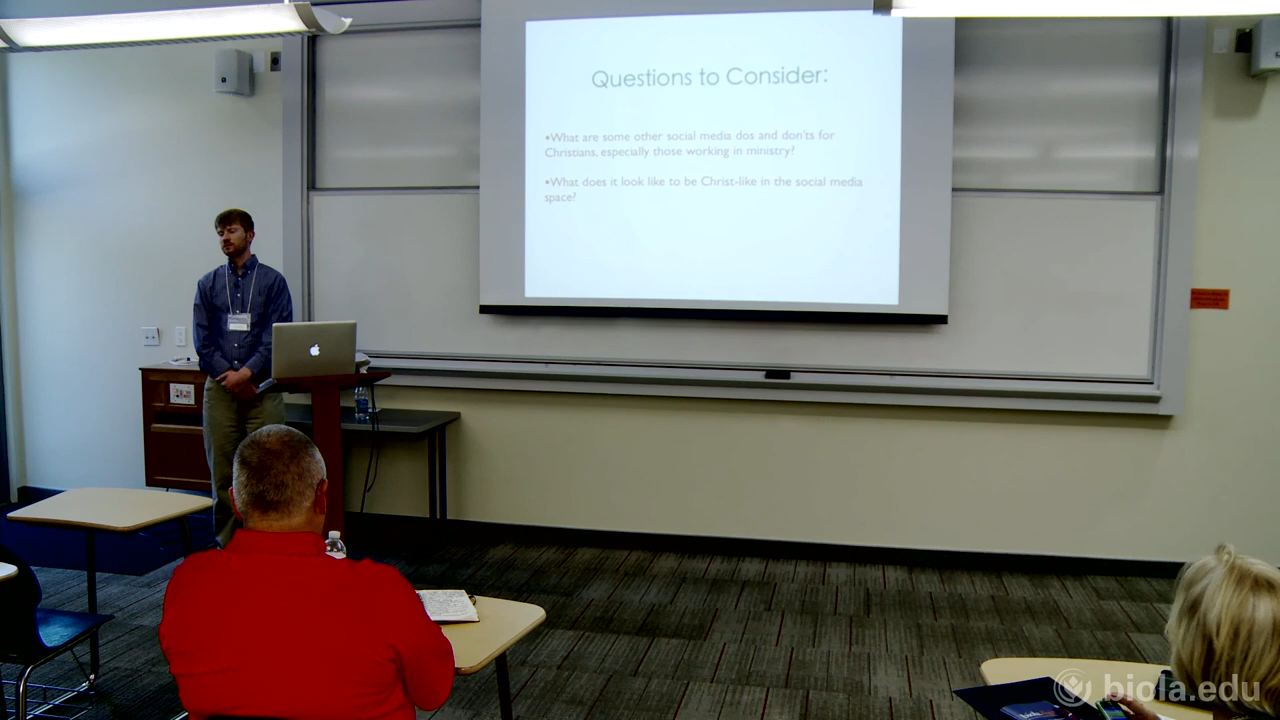 Questions to Consider:
•What are some other social media dos and don'ts for
Christians, especially those working in ministry?
•What does it look like to be Christ-like in the social media
space?
biola.edu